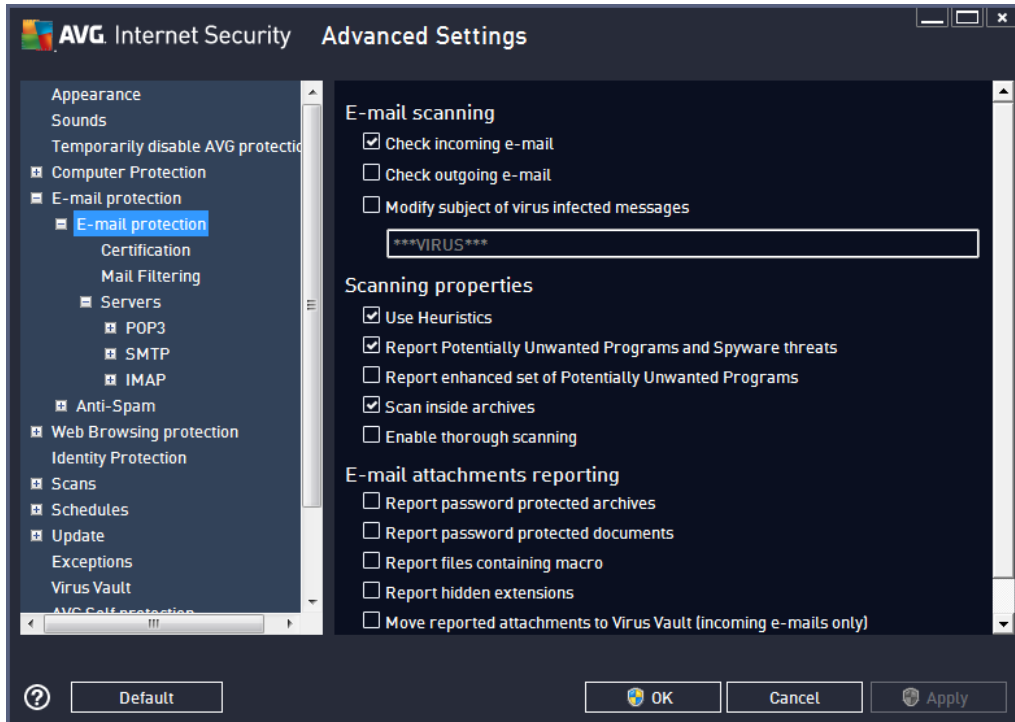 AVG. Internet Security Advanced Settings
Appearance
Sounds
Temporarily disable AVG protectio
Computer Protection
E-mail protection
E-mail protection
Certification
Mail Filtering
Servers
POP3
SMTP
IMAP
Anti-Spam
Web Browsing protection
Identity Protection
Scans
Schedules
Update
Exceptions
Virus Vault
AVG Self protection
E-mail scanning
Check incoming e-mail
Check outgoing e-mail
Modify subject of virus infected messages
***VIRUS***
Scanning properties
Use Heuristics
Report Potentially Unwanted Programs and Spyware threats
Report enhanced set of Potentially Unwanted Programs
Scan inside archives
Enable thorough scanning
E-mail attachments reporting
Report password protected archives
Report password protected documents
Report files containing macro
Report hidden extensions
Move reported attachments to Virus Vault (incoming e-mails only)
? Default OK Cancel Apply